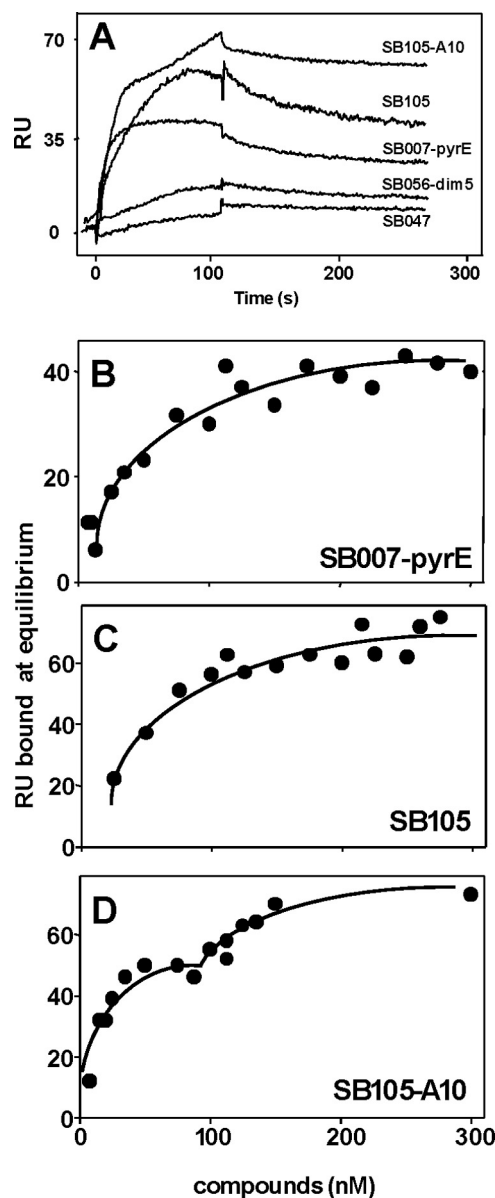 A
70
35
0
RU
SB105-A10
SB105
SB007-pyrE
SB056-dim5
SB047
0
100
200
300
Time (s)
B
40
20
0
SB007-pyrE
C
60
40
20
0
SB105
RU bound at equilibrium
D
60
40
20
0
SB105-A10
0
100
200
300
compounds (nM)